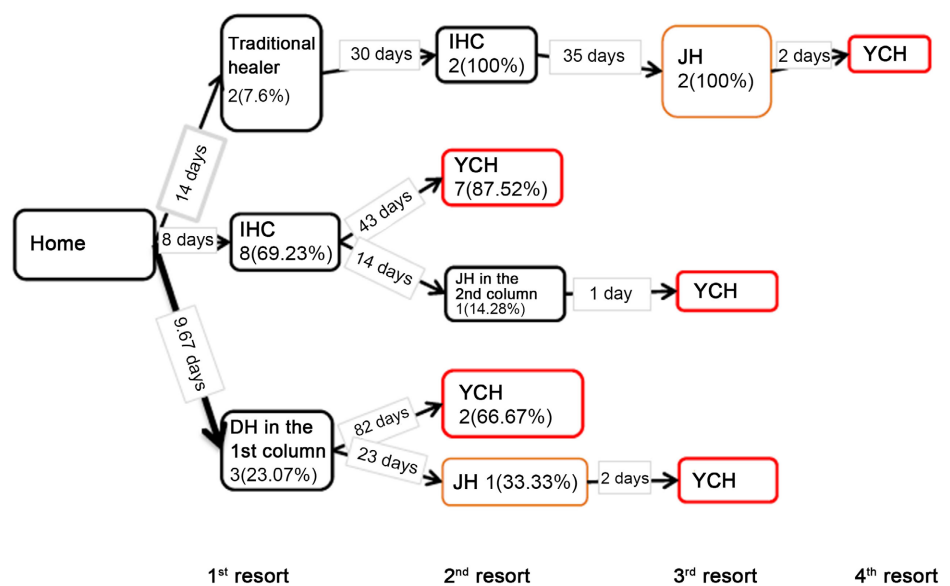 Home
14 days
8 days
9.67 days
Traditional
healer
2(7.6%)
30 days
IHC
2(100%)
35 days
JH
2(100%)
2 days
YCH
IHC
8(69.23%)
43 days
YCH
7(87.52%)
14 days
JH in the
2nd column
1(14.28%)
1 day
YCH
DH in the
1st column
3(23.07%)
82 days
YCH
2(66.67%)
23 days
JH 1(33.33%)
2 days
YCH
1st resort
2nd resort
3rd resort
4th resort